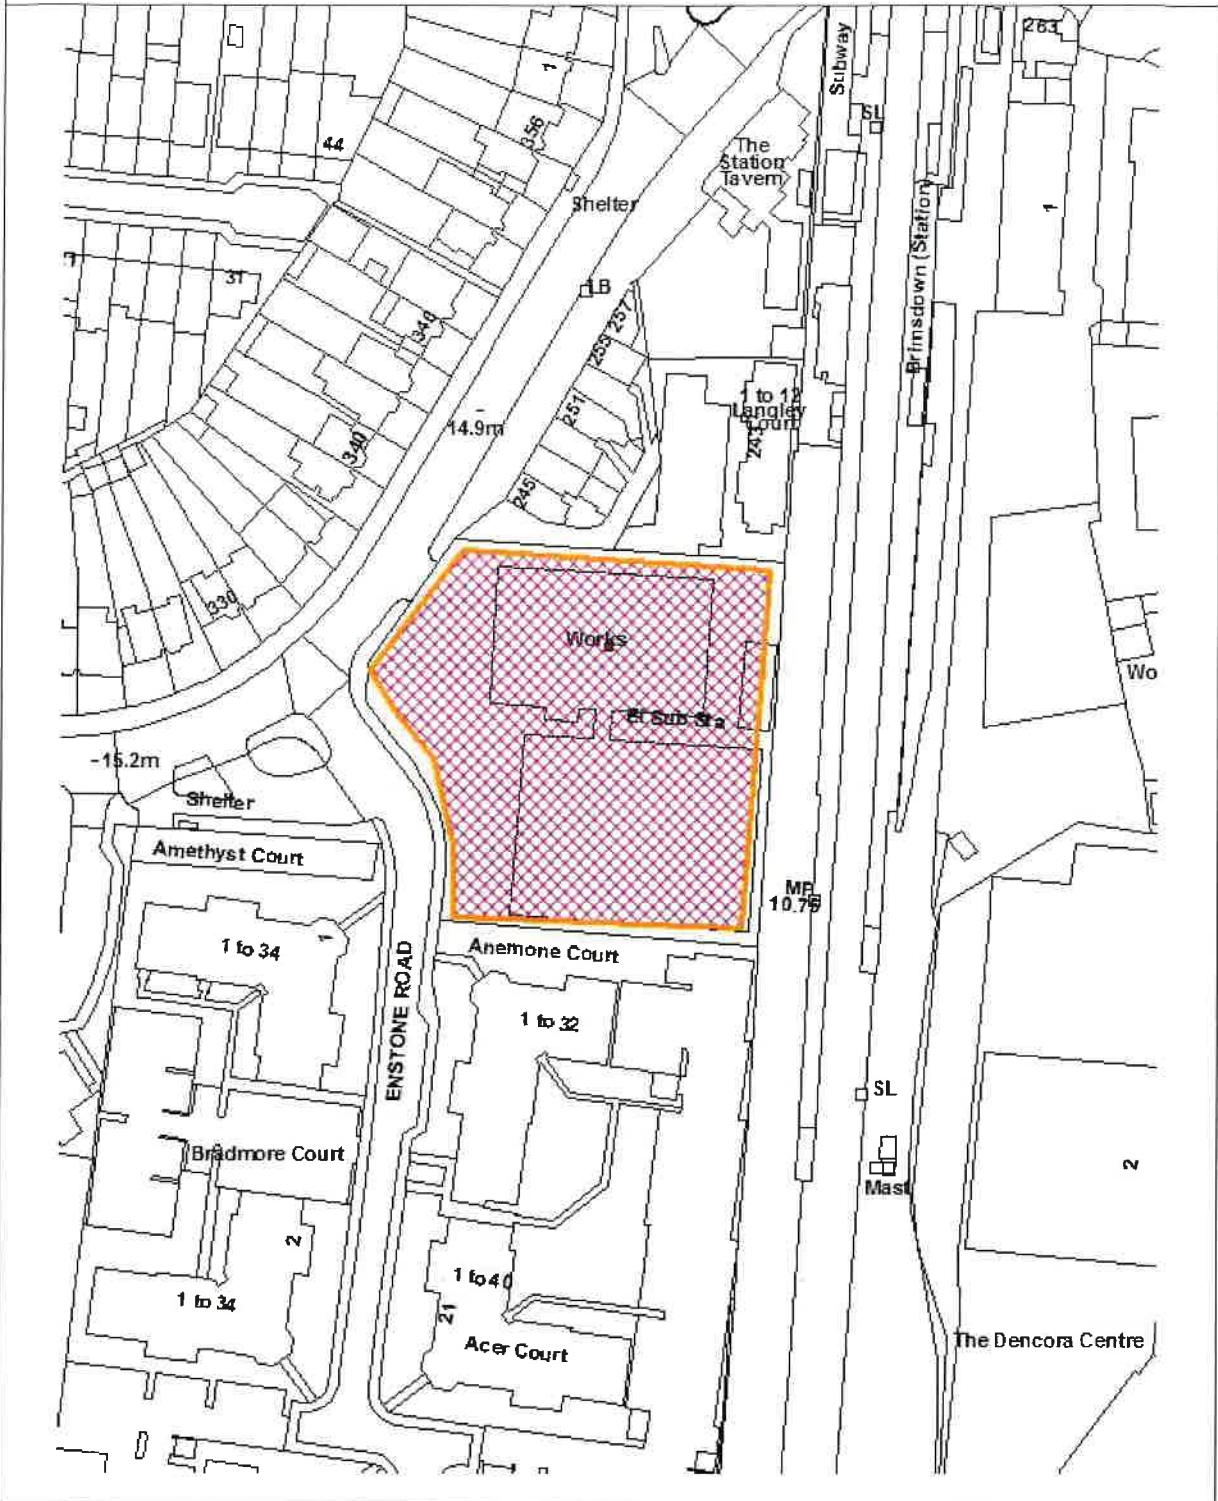 263
Subway
1
SL
356
44
The
Station
Tavern
Shelter
Brimsdown (Station)
1
31
LB
257
348
255
1 to 12
Langley
Court
251
14.9m
243
340
245
330
Works
Wo
El Sub Sta
15.2m
Shelter
Amethyst Court
MP
10.75
1 to 34
1
Anemone Court
ENSTONE ROAD
1 to 32
SL
Bradmore Court
2
Mast
2
1 to 40
1 to 34
21
Acer Court
The Dencora Centre